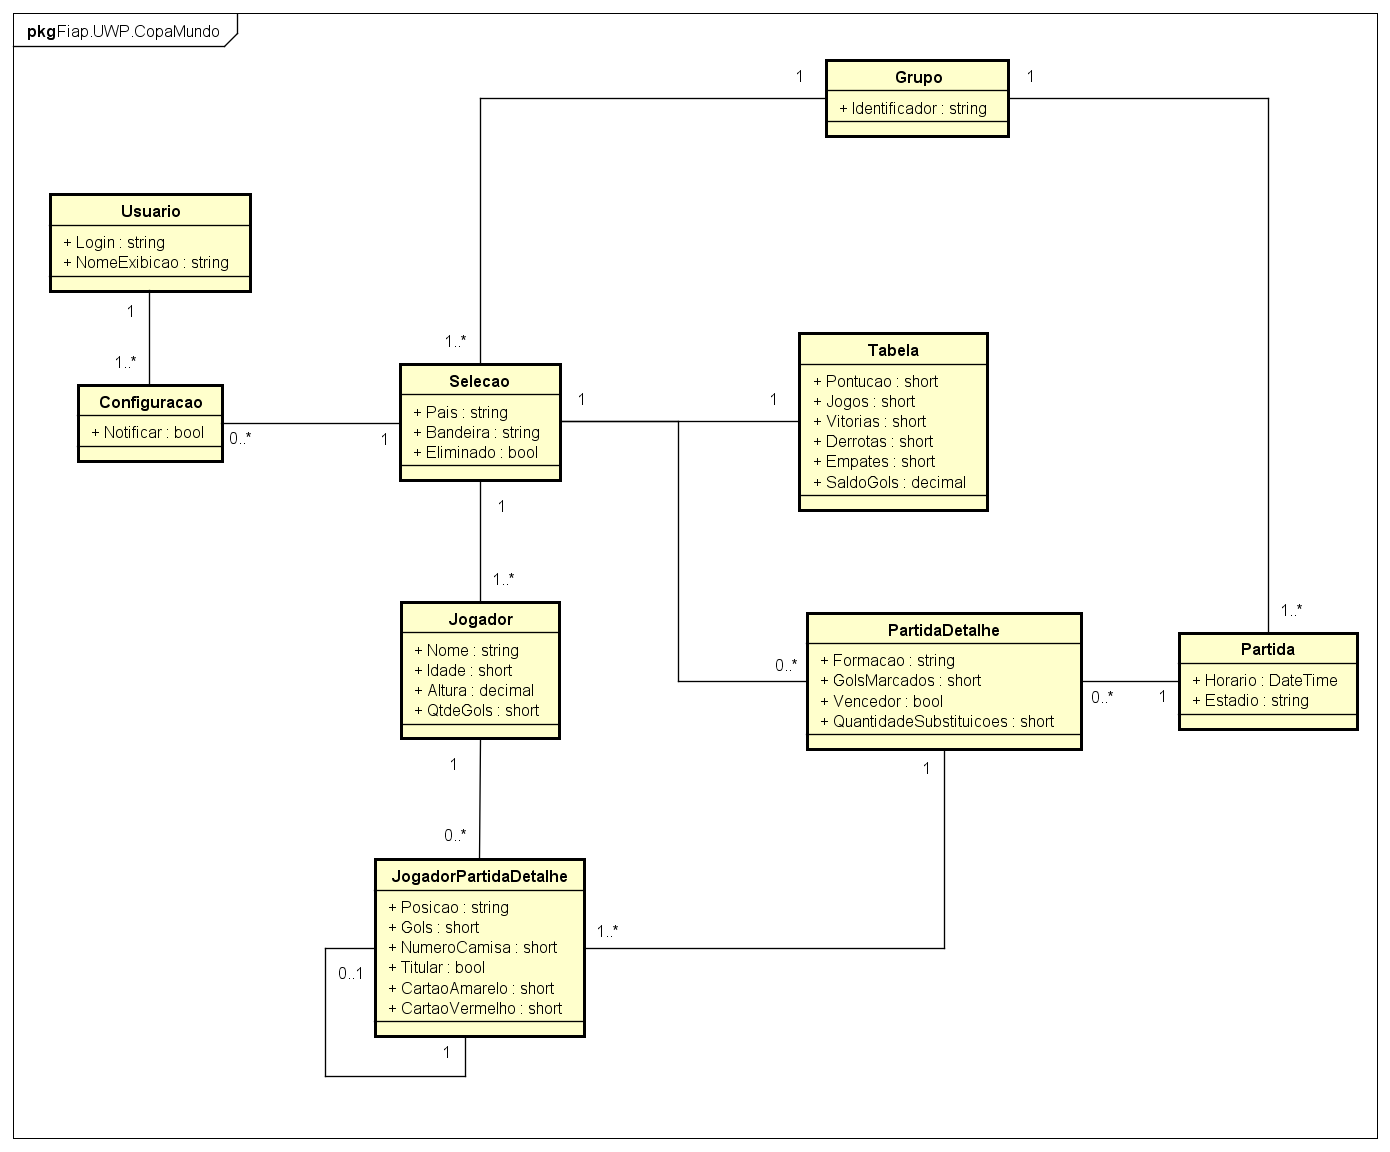 pkgFiap.UWP.CopaMundo
1
Grupo
1
+ Identificador : string
Usuario
+ Login : string
+ NomeExibicao : string
1
1..*
1..*
Configuracao
+ Notificar : bool
0..*
1
Selecao
+ Pais : string
+ Bandeira : string
+ Eliminado : bool
1
1
Tabela
+ Pontucao : short
+ Jogos : short
+ Vitorias : short
+ Derrotas : short
+ Empates : short
+ SaldoGols : decimal
1
1..*
Jogador
+ Nome : string
+ Idade : short
+ Altura : decimal
+ QtdeGols : short
0..*
PartidaDetalhe
+ Formacao : string
+ GolsMarcados : short
+ Vencedor : bool
+ QuantidadeSubstituicoes : short
0..*
1
1..*
Partida
+ Horario : DateTime
+ Estadio : string
1
1
0..*
JogadorPartidaDetalhe
+ Posicao : string
+ Gols : short
+ NumeroCamisa : short
+ Titular : bool
+ CartaoAmarelo : short
+ CartaoVermelho : short
1..*
0..1
1